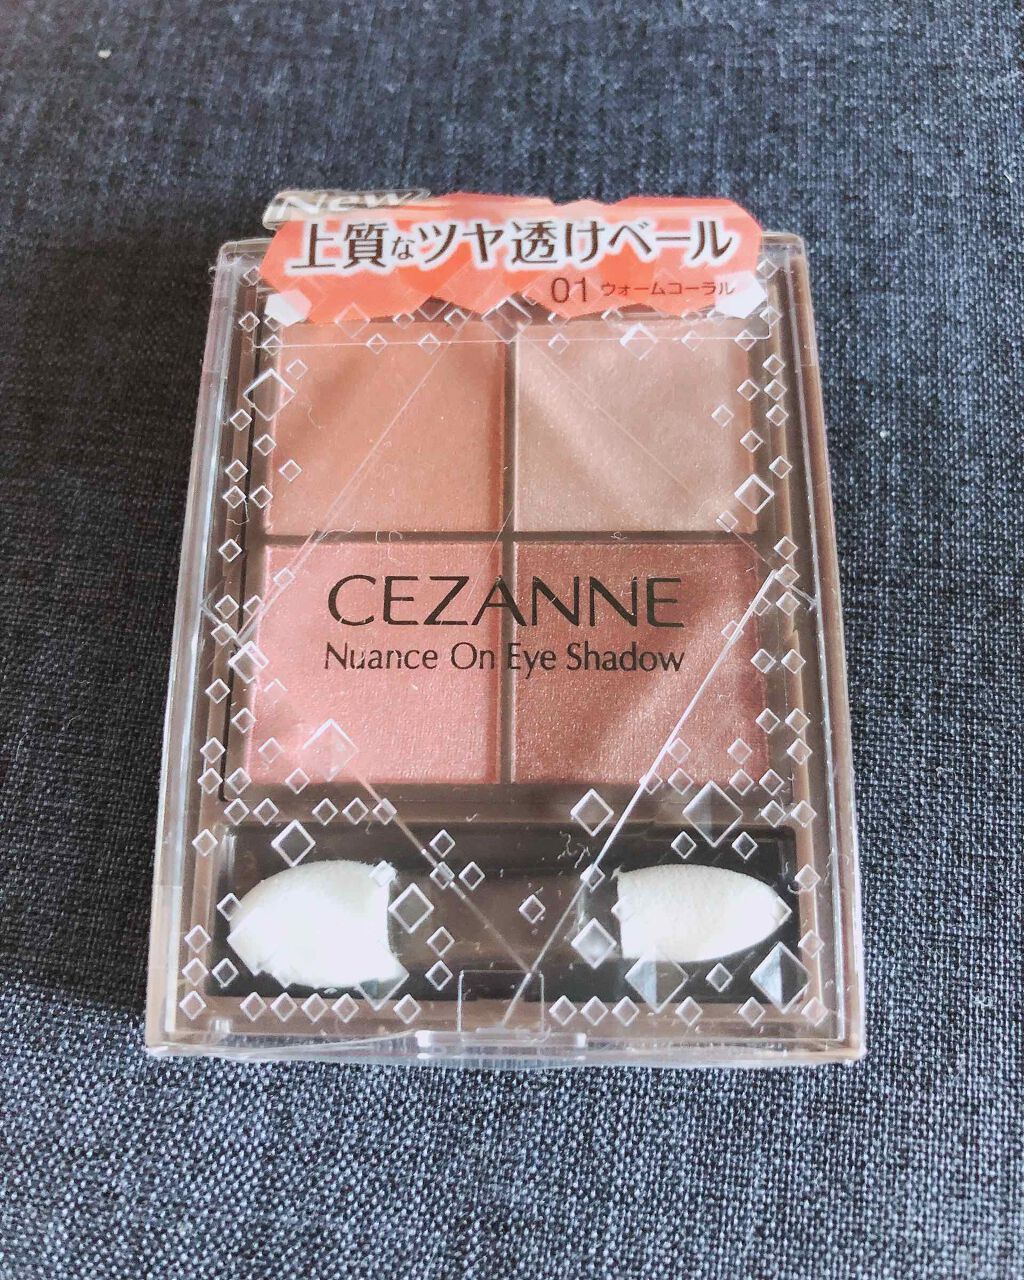 New
上質なツヤ透けベール
01 ウォームコーラル
CEZANNE
Nuance On Eye Shadow